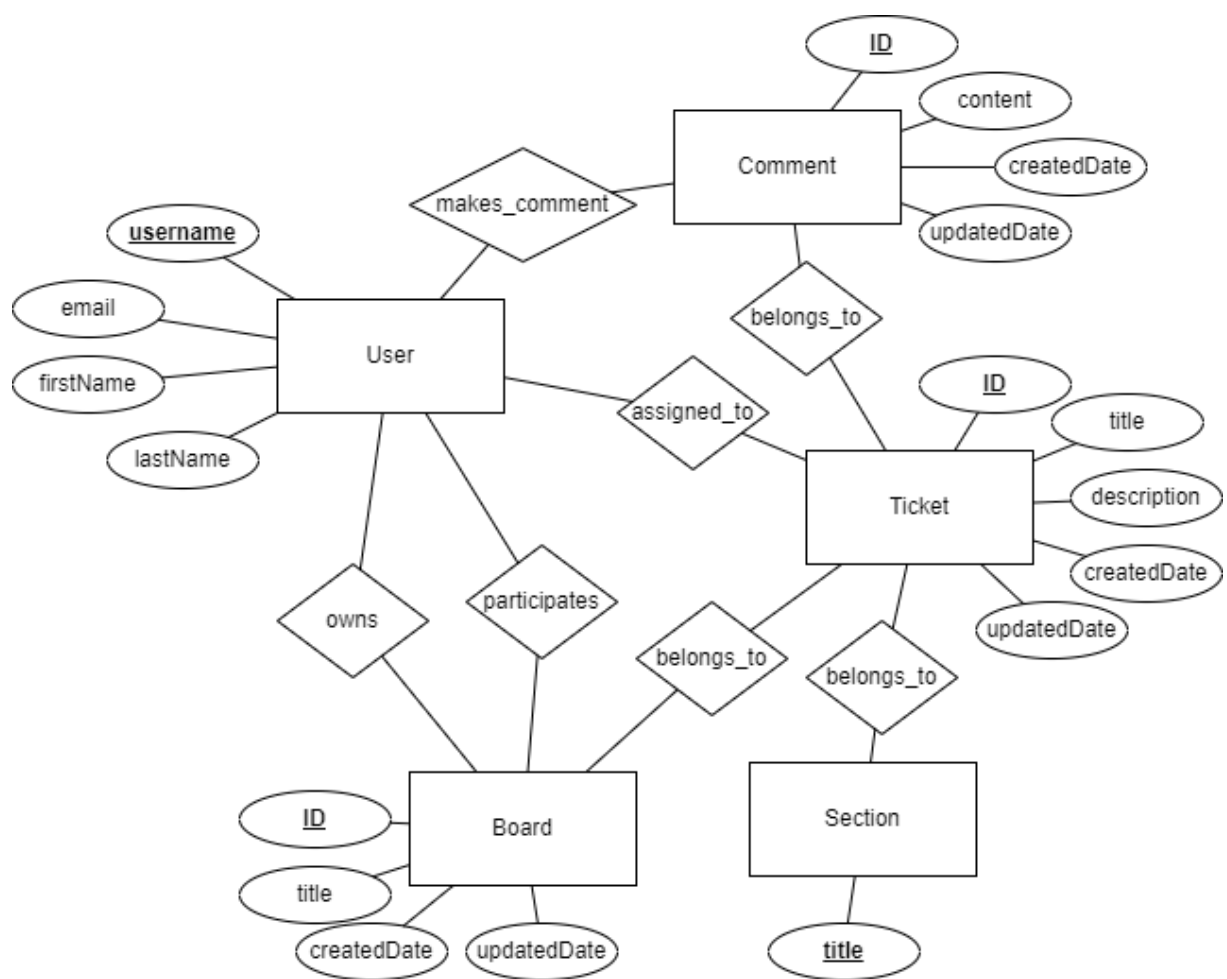 ID
content
Comment
createdDate
makes_comment
updatedDate
username
email
belongs_to
User
firstName
ID
assigned_to
title
lastName
description
Ticket
createdDate
participates
owns
updatedDate
belongs_to
belongs_to
ID
Board
Section
title
createdDate
updatedDate
title